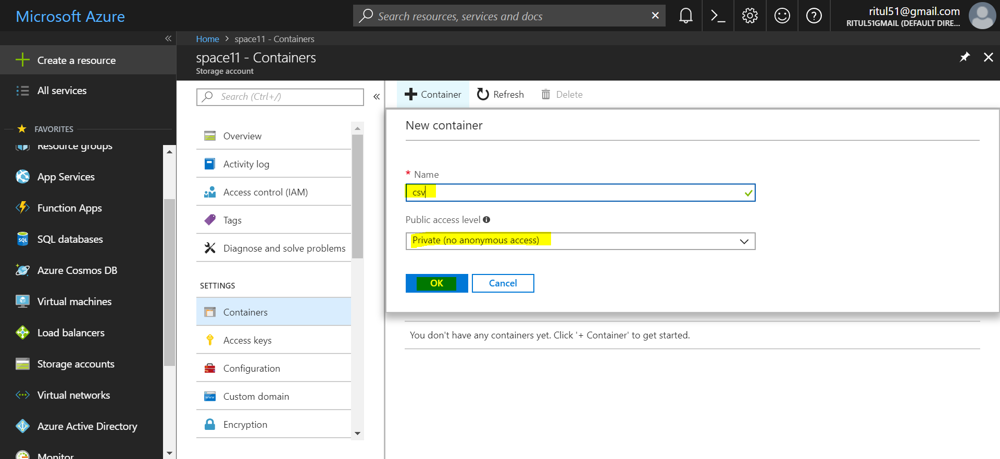 Microsoft Azure
Search resources, services and docs
ritul51@gmail.com
RITUL51GMAIL (DEFAULT DIRE...
Create a resource
All services
FAVORITES
Resource groups
App Services
Function Apps
SQL databases
Azure Cosmos DB
Virtual machines
Load balancers
Storage accounts
Virtual networks
Azure Active Directory
Monitor
Home > space11 - Containers
space11 - Containers
Storage account
Search (Ctrl+/)
Overview
Activity log
Access control (IAM)
Tags
Diagnose and solve problems
SETTINGS
Containers
Access keys
Configuration
Custom domain
Encryption
Container Refresh Delete
New container
* Name
csv
Public access level
Private (no anonymous access)
OK Cancel
You don't have any containers yet. Click '+ Container' to get started.